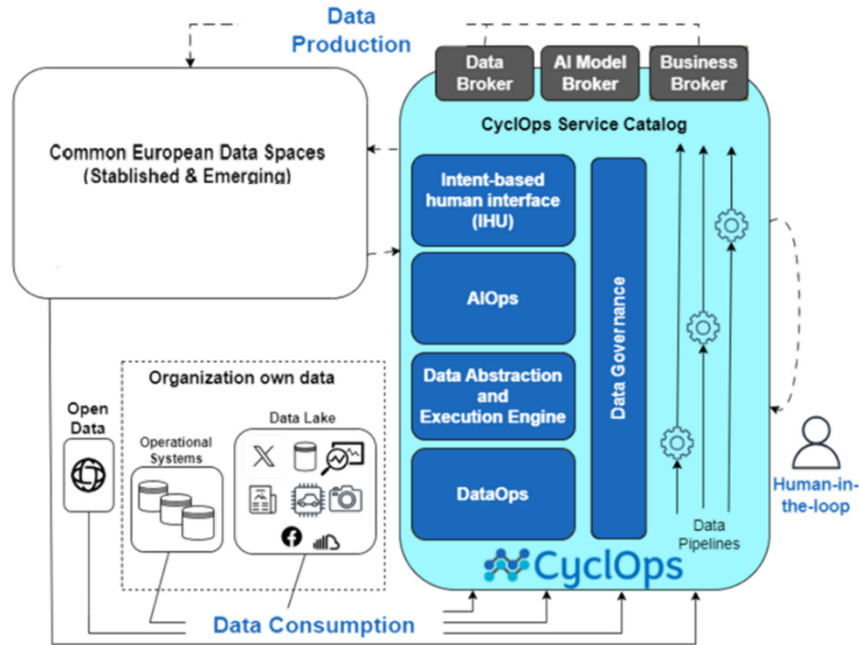 Data
Production
Data
Broker
AI Model
Broker
Business
Broker
CyclOps Service Catalog
Common European Data Spaces
(Stablished & Emerging)
Intent-based
human interface
(IHU)
AIOps
Data Abstraction
and
Execution Engine
DataOps
Data Governance
Data
Pipelines
CyclOps
Human-in-
the-loop
Organization own data
Open
Data
Operational
Systems
Data Lake
X
f
Data Consumption